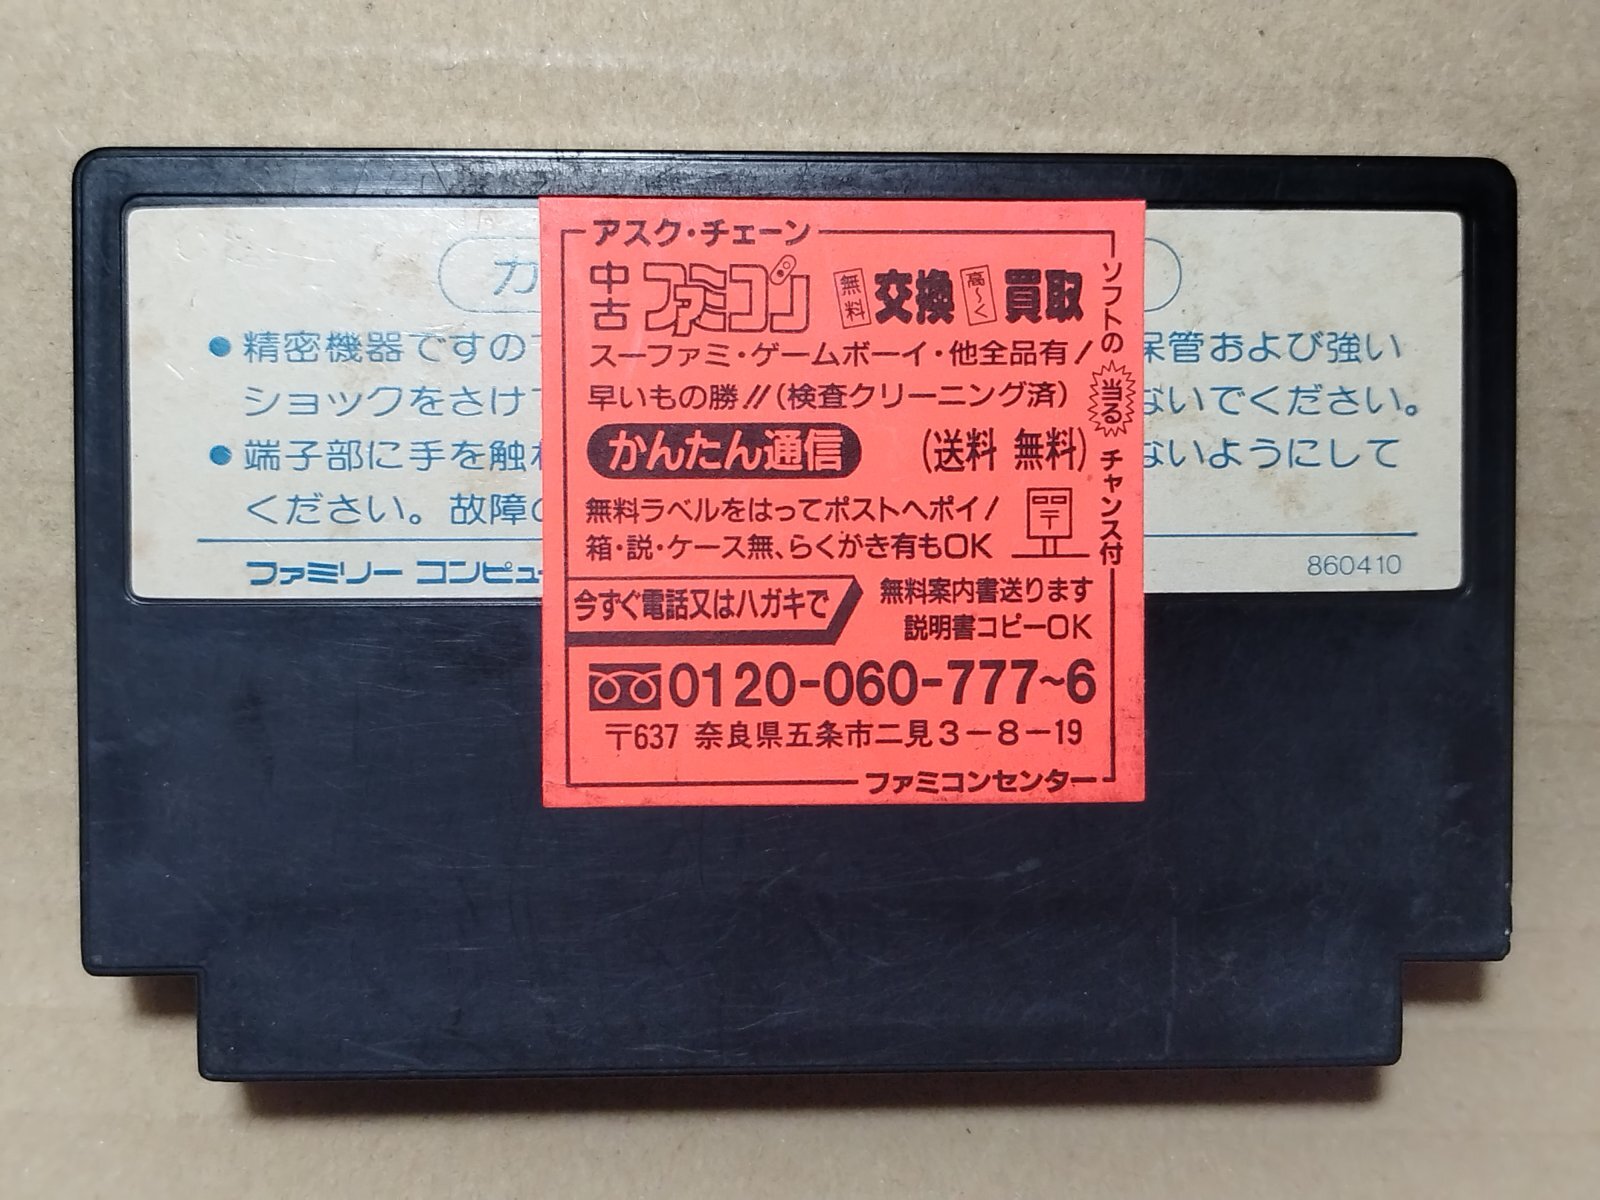 アスク・チェーン
中古 ファミコン 無料 交換 高〜く 買取
スーファミ・ゲームボーイ・他全品有!
早いもの勝!!(検査クリーニング済)
かんたん通信 (送料 無料)
無料ラベルをはってポストへポイ!
箱・説・ケース無、らくがき有もOK
〒
今すぐ電話又はハガキで
無料案内書送ります
説明書コピーOK
0120-060-777~6
〒637 奈良県五条市二見3-8-19
ファミコンセンター
ソフトの当るチャンス付
カ
●精密機器ですの 保管および強い
ショックをさけ ないでください。
●端子部に手を触れ ないようにして
ください。故障
ファミリー コンピュ
860410